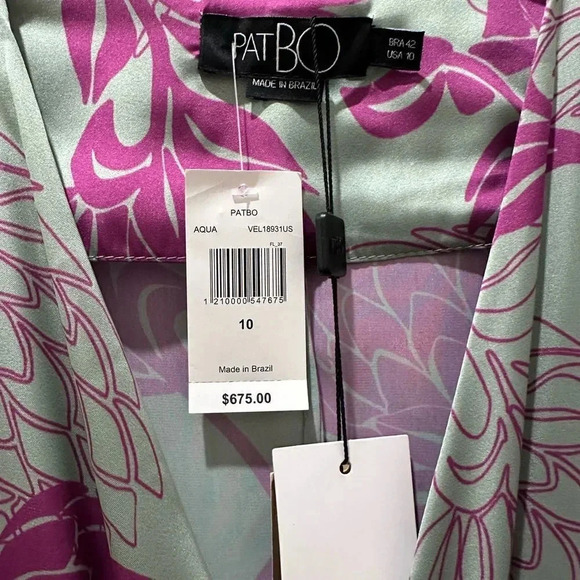 PATBO
BRA 42
USA 10
MADE IN BRAZIL
PATBO
AQUA VEL18931US
FL_37
1 210000 547675
10
Made in Brazil
$675.00